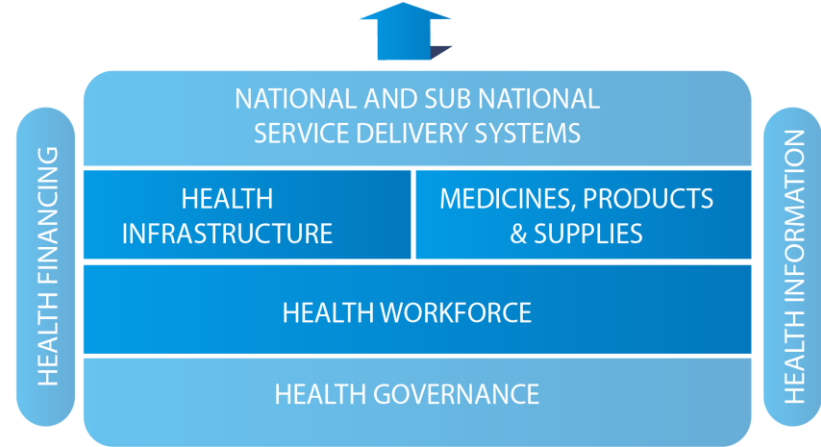 NATIONAL AND SUB NATIONAL
SERVICE DELIVERY SYSTEMS
HEALTH FINANCING
HEALTH
INFRASTRUCTURE
MEDICINES, PRODUCTS
& SUPPLIES
HEALTH INFORMATION
HEALTH WORKFORCE
HEALTH GOVERNANCE